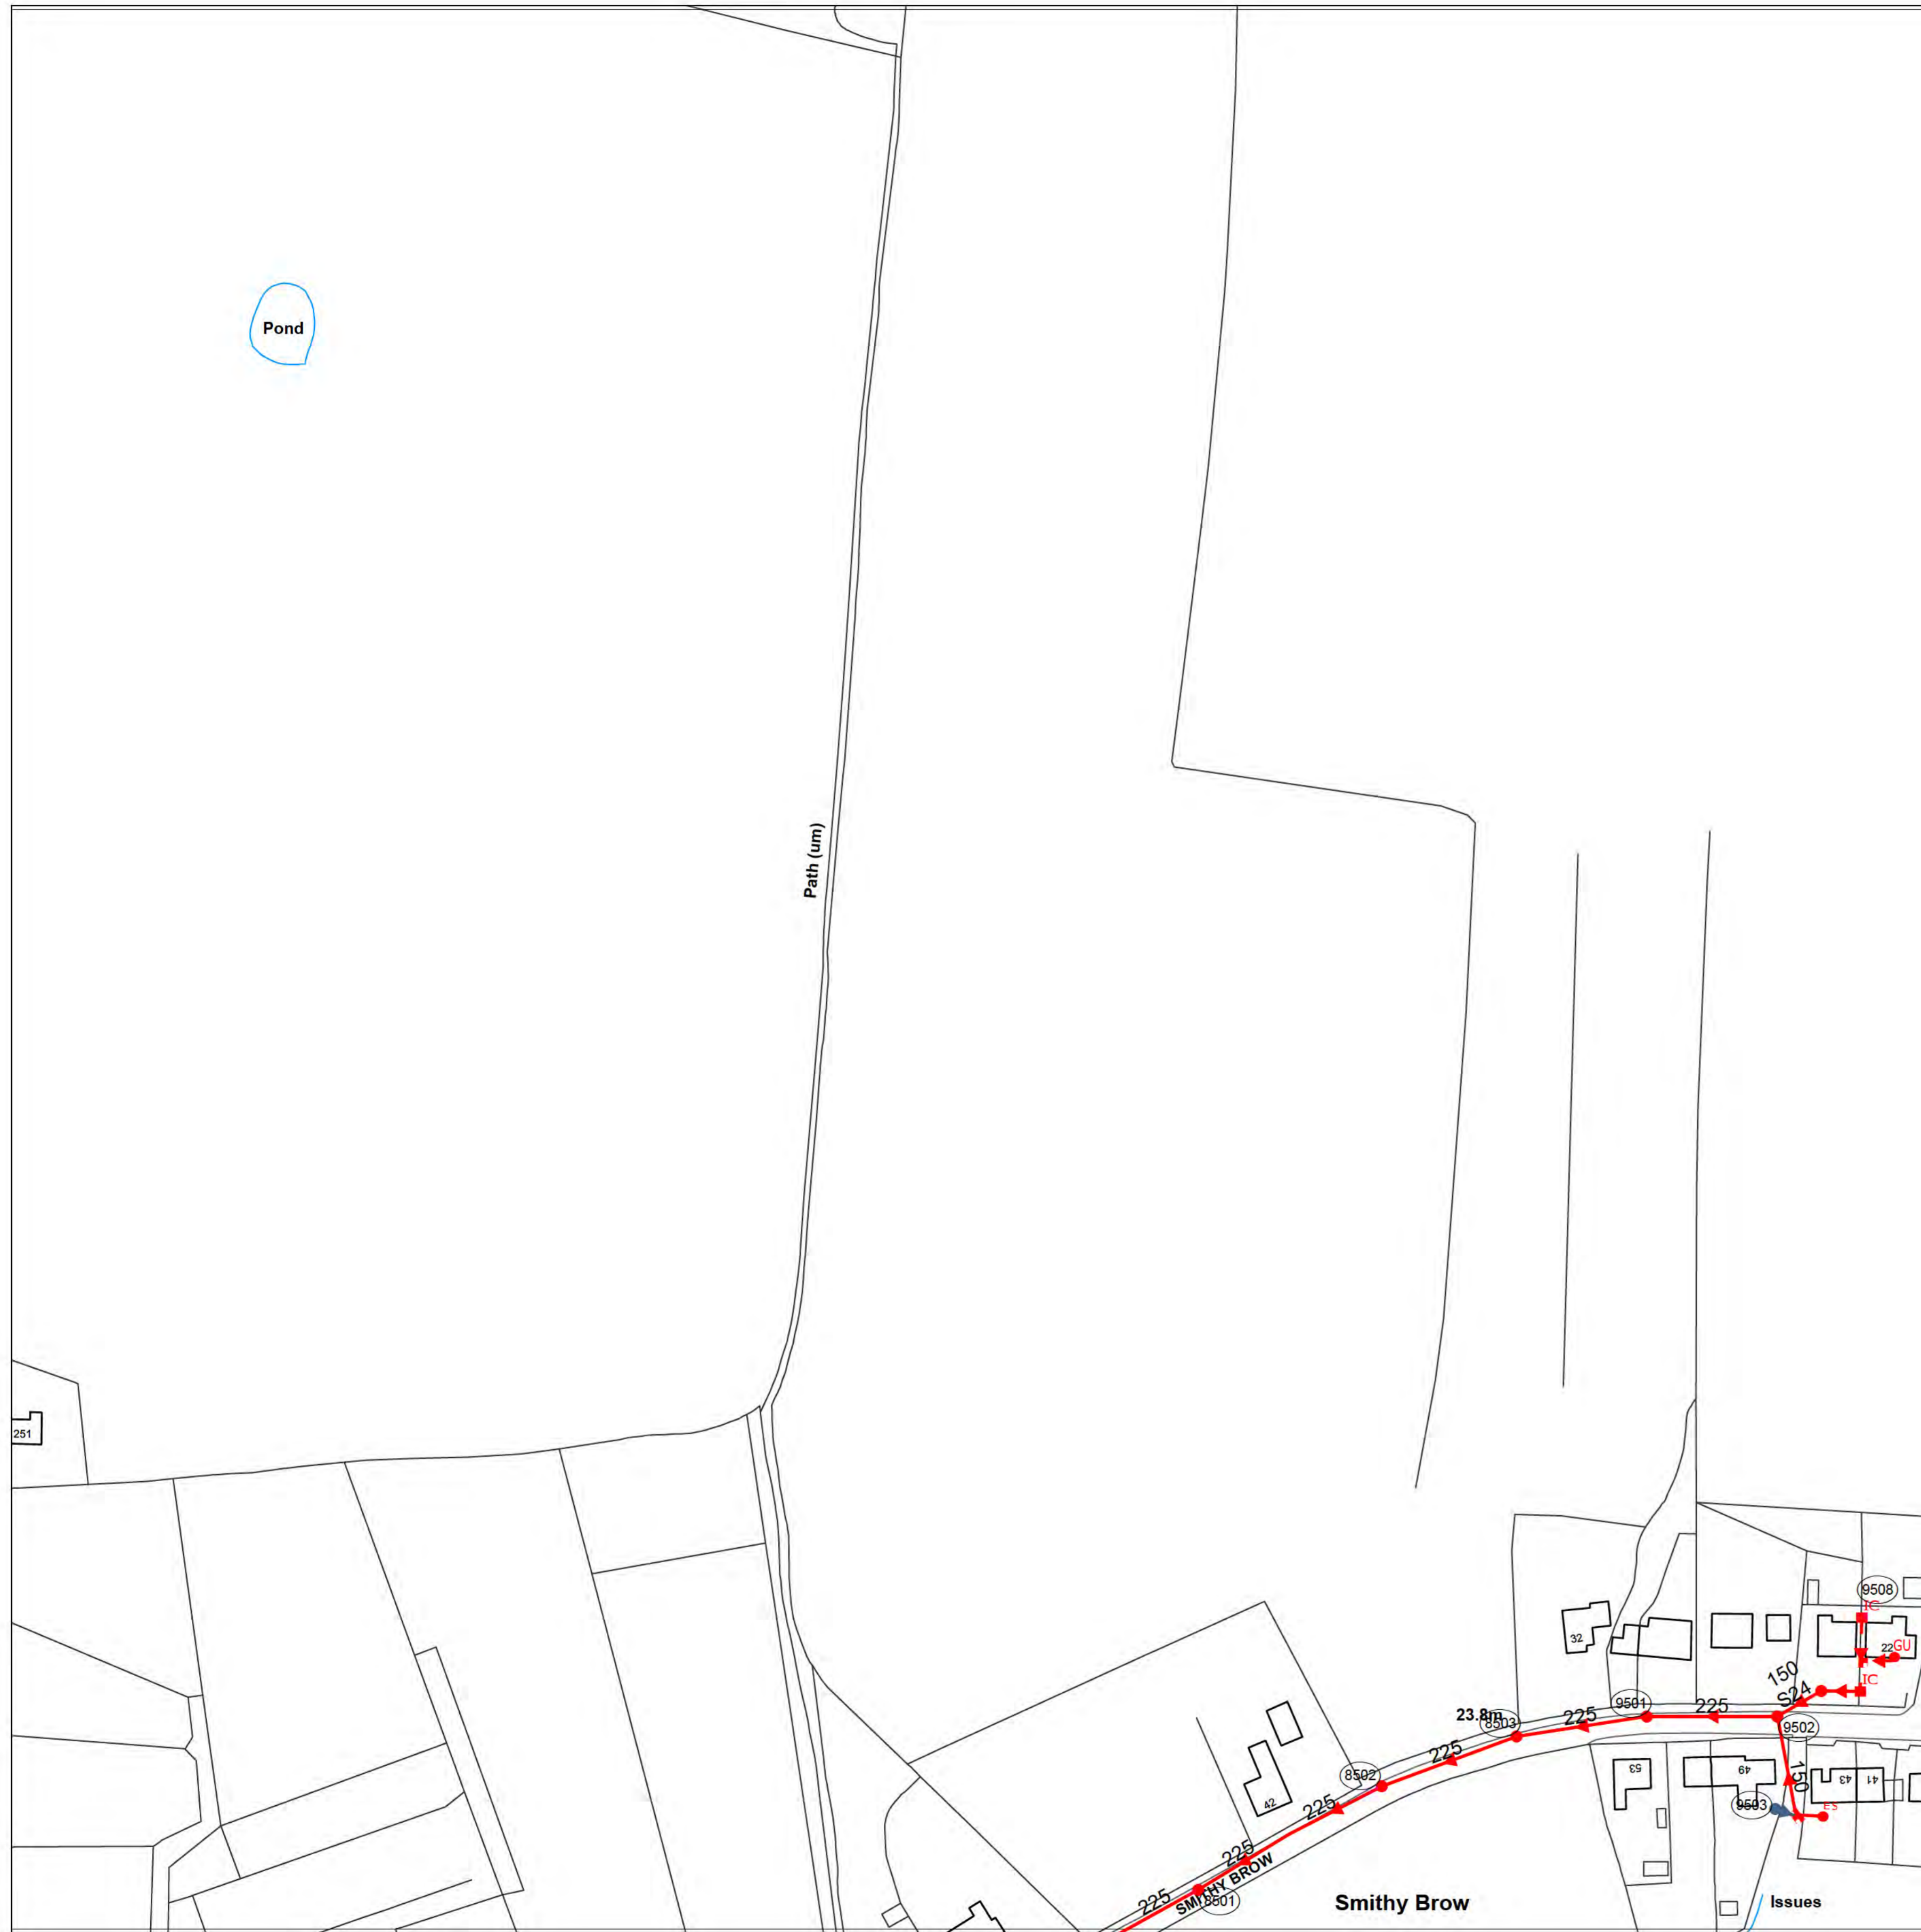 Pond
Path (um)
251
9508
IC
32
22
GU
150
IC
S24
9501
225
23.8m
8503
225
9502
225
8502
53
49
150
43
41
225
42
9503
ES
225
SMITHY BROW
225
8501
Smithy Brow
Issues